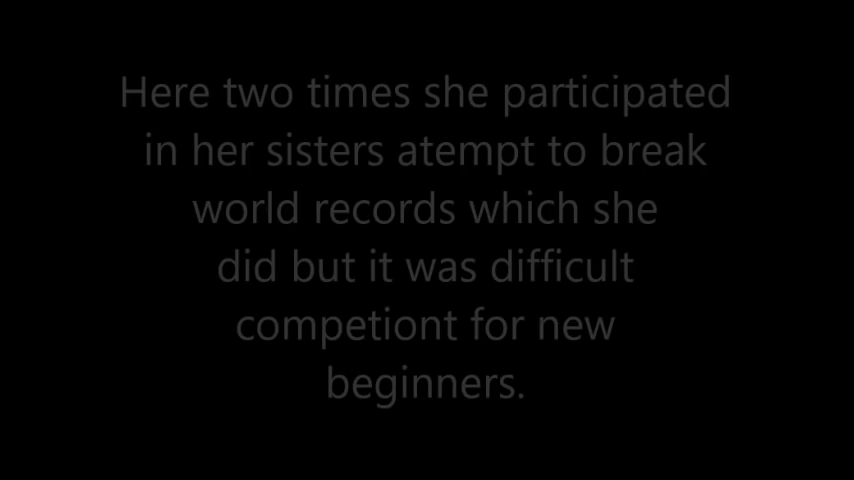 Here two times she participated
in her sisters atempt to break
world records which she
did but it was difficult
competiont for new
beginners.